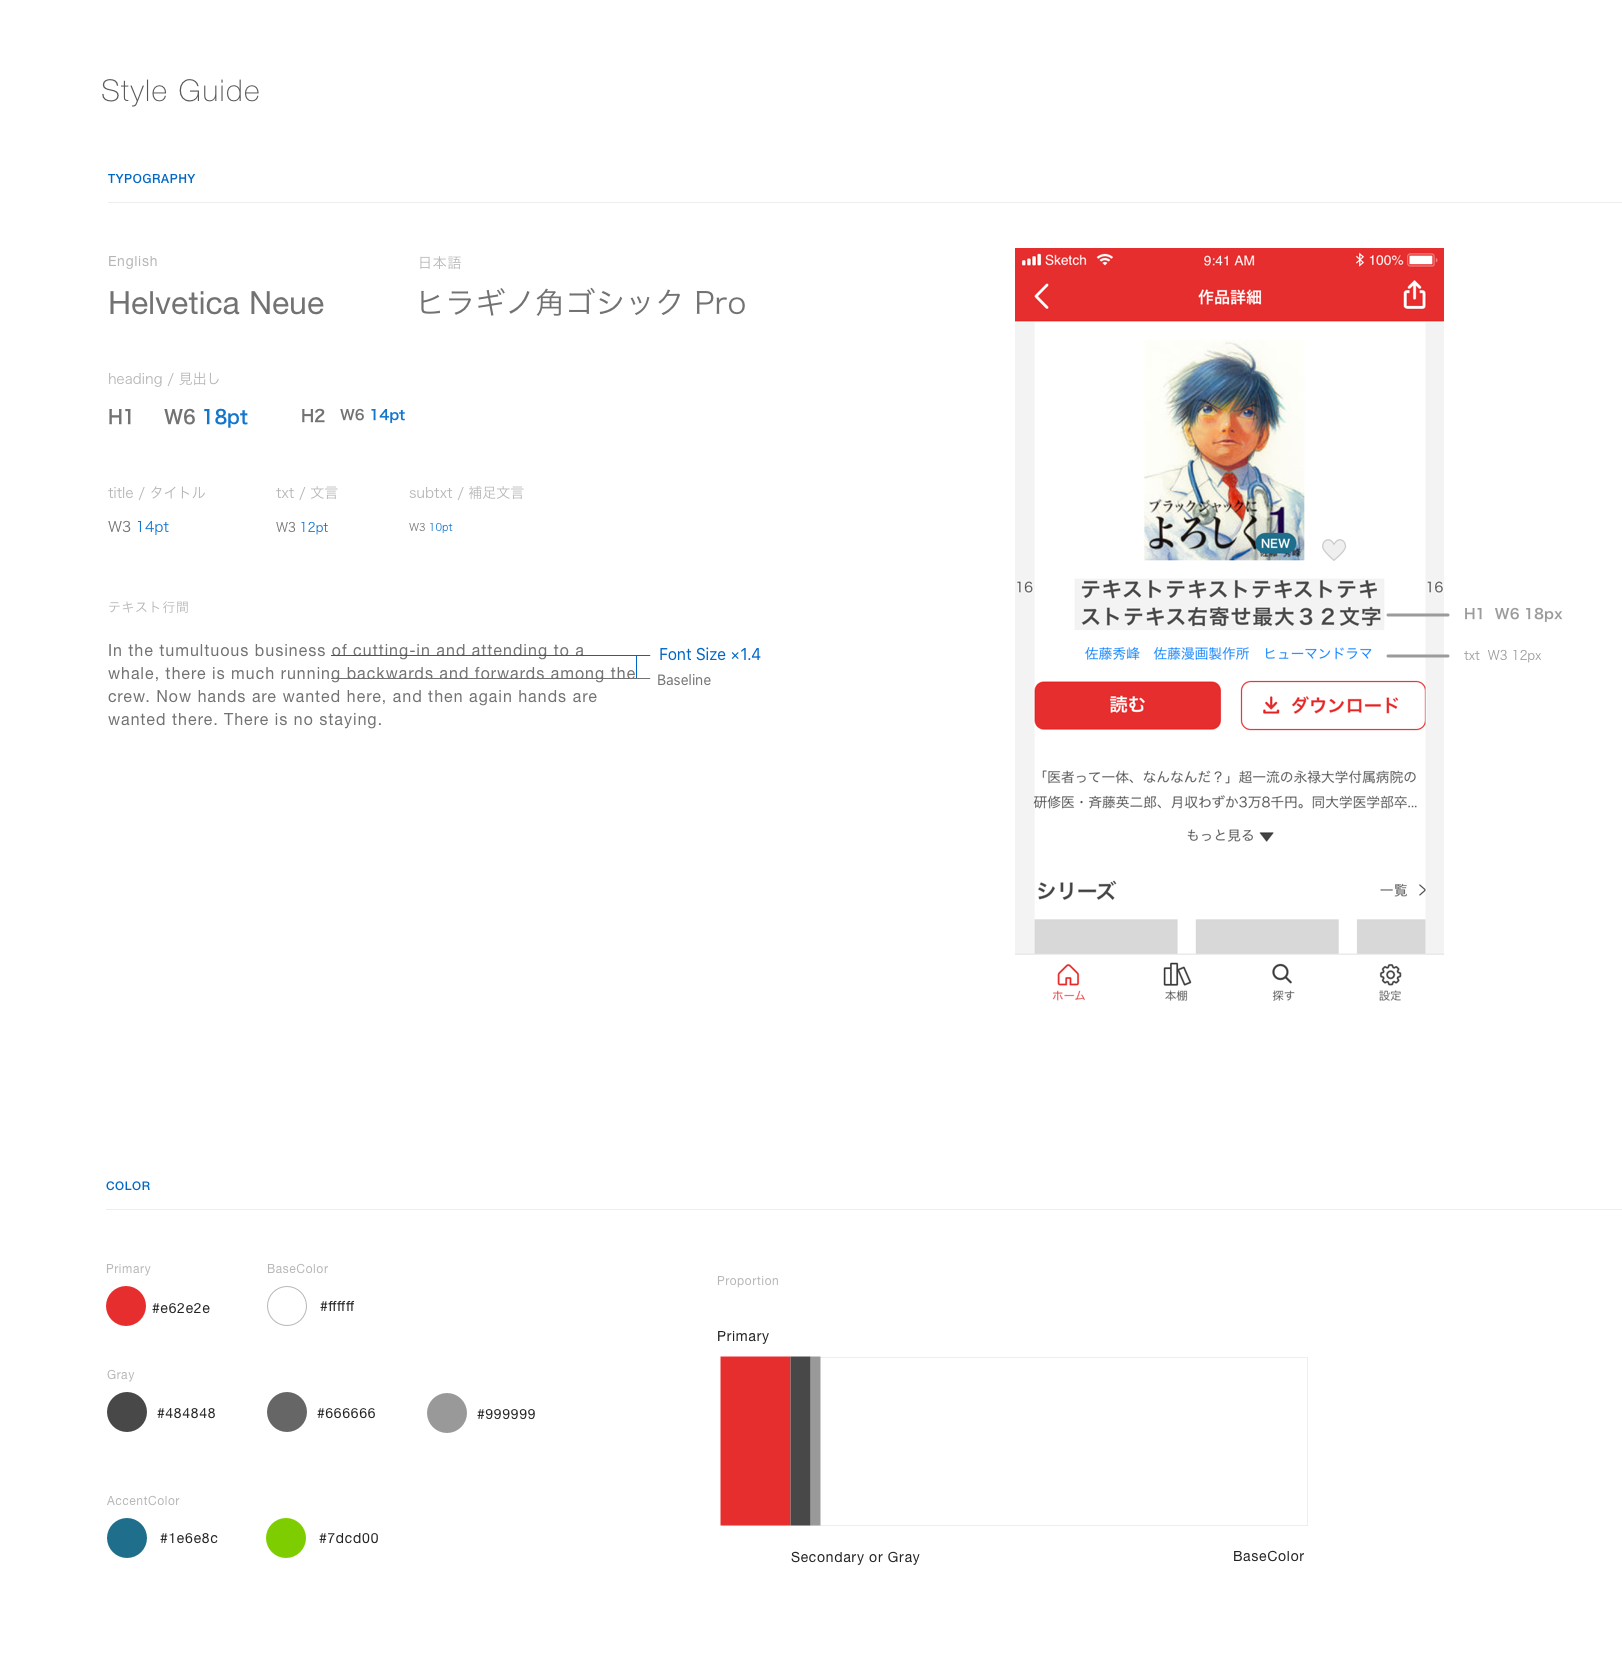 Style Guide
TYPOGRAPHY
English
日本語
Helvetica Neue
ヒラギノ角ゴシック Pro
heading / 見出し
H1 W6 18pt H2 W6 14pt
title / タイトル
txt / 文言
subtxt / 補足文言
W3 14pt
W3 12pt
W3 10pt
テキスト行間
In the tumultuous business of cutting-in and attending to a
whale, there is much running backwards and forwards among the
crew. Now hands are wanted here, and then again hands are
wanted there. There is no staying.
Font Size ×1.4
Baseline
Sketch 9:41 AM 100%
作品詳細
ブラックジャックに
よろしく 1
NEW
16
16
テキストテキストテキストテキ
ストテキス右寄せ最大３２文字
H1 W6 18px
佐藤秀峰 佐藤漫画製作所 ヒューマンドラマ
txt W3 12px
読む
ダウンロード
「医者って一体、なんなんだ？」超一流の永禄大学付属病院の
研修医・斉藤英二郎、月収わずか3万8千円。同大学医学部卒...
もっと見る
シリーズ
一覧
ホーム
本棚
探す
設定
COLOR
Primary
BaseColor
#e62e2e
#ffffff
Gray
#484848
#666666
#999999
AccentColor
#1e6e8c
#7dcd00
Proportion
Primary
Secondary or Gray
BaseColor